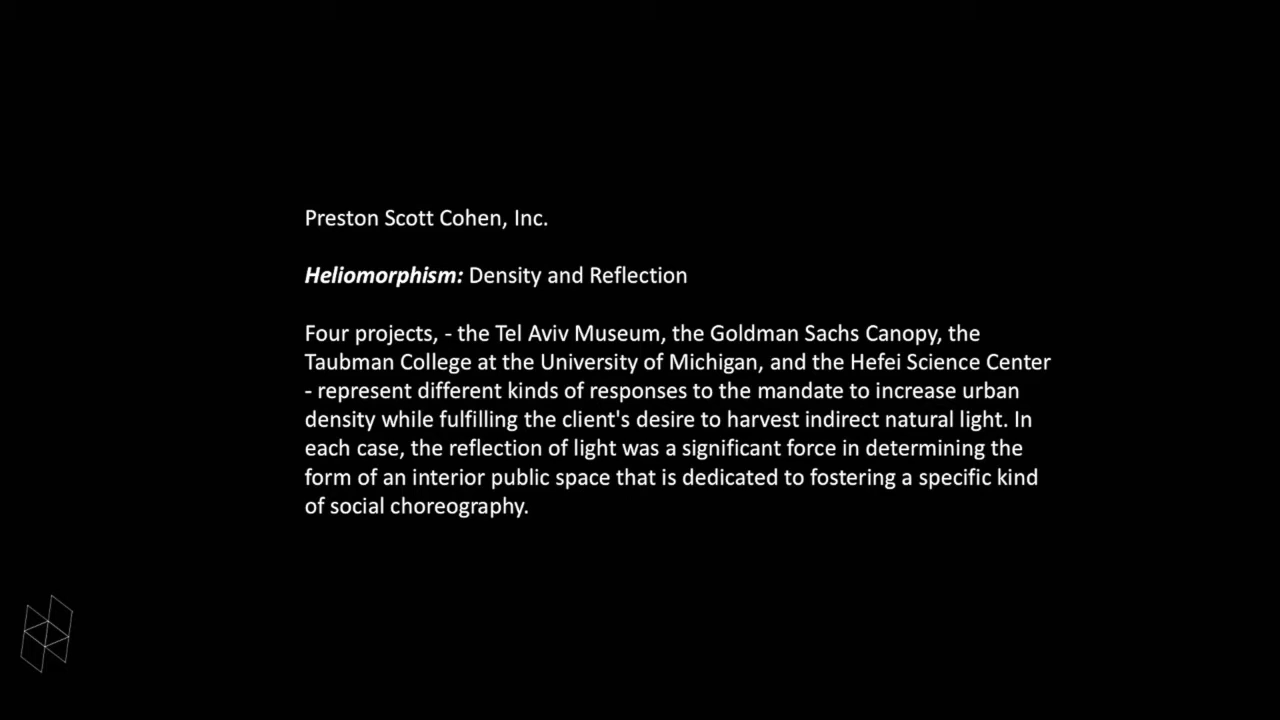 Preston Scott Cohen, Inc.
Heliomorphism: Density and Reflection
Four projects, - the Tel Aviv Museum, the Goldman Sachs Canopy, the
Taubman College at the University of Michigan, and the Hefei Science Center
- represent different kinds of responses to the mandate to increase urban
density while fulfilling the client's desire to harvest indirect natural light. In
each case, the reflection of light was a significant force in determining the
form of an interior public space that is dedicated to fostering a specific kind
of social choreography.